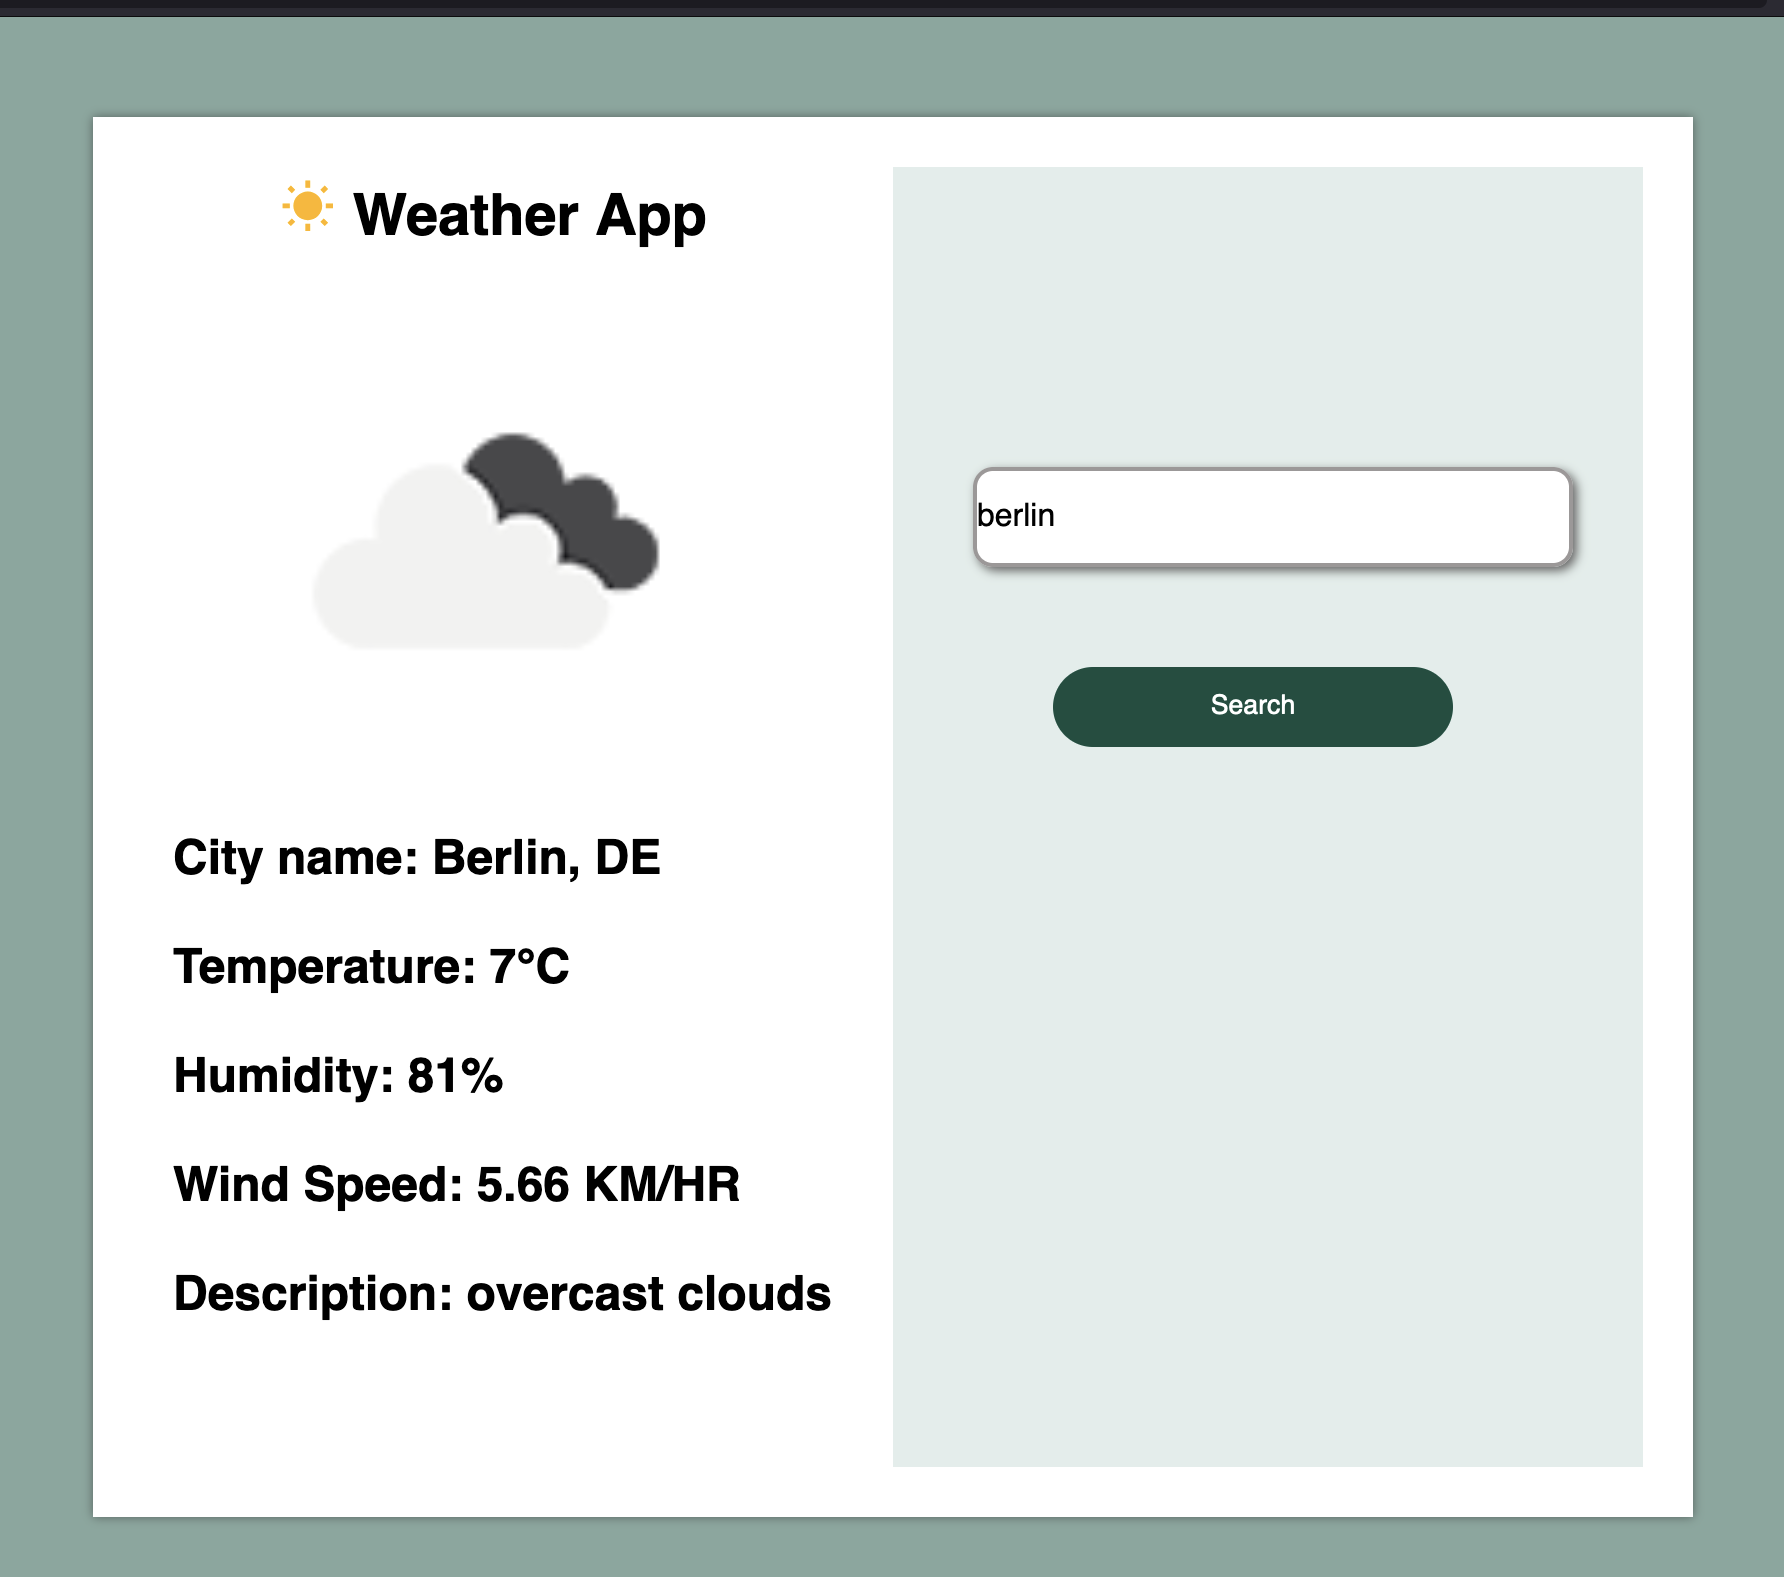 Weather App
berlin
Search
City name: Berlin, DE
Temperature: 7°C
Humidity: 81%
Wind Speed: 5.66 KM/HR
Description: overcast clouds